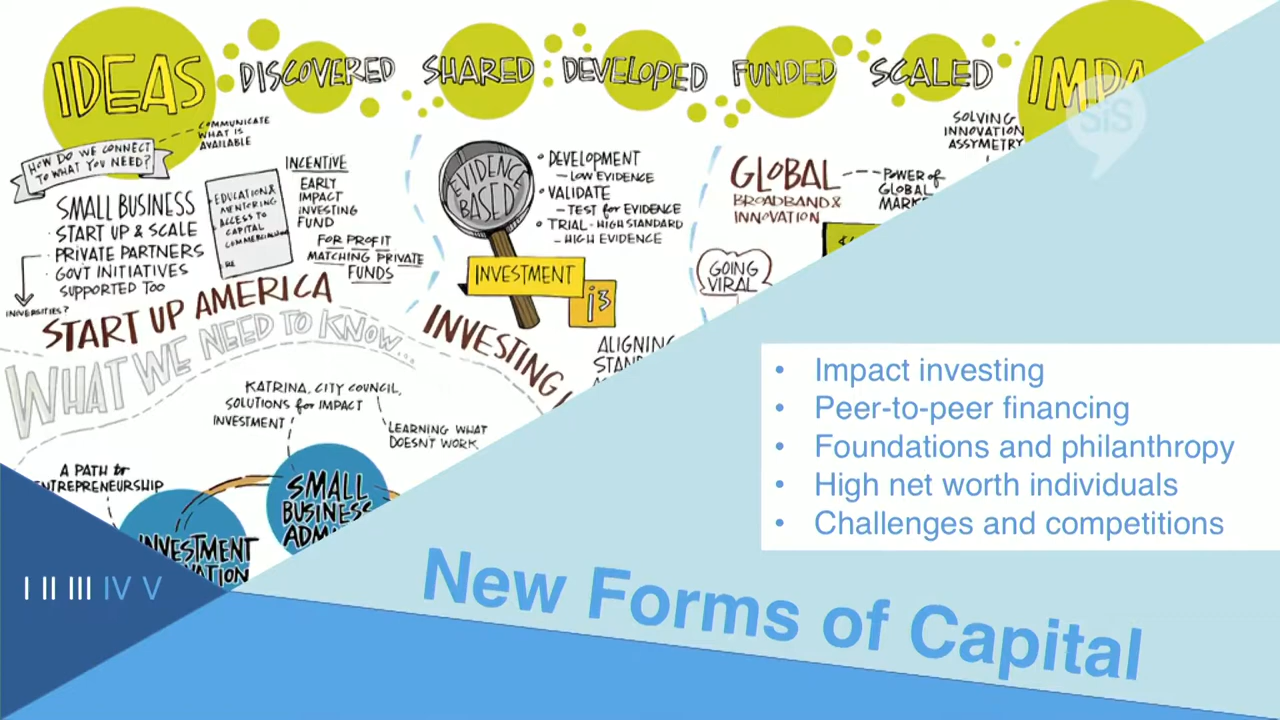 IDEAS DISCOVERED SHARED DEVELOPED FUNDED SCALED IMPA
SiS
HOW DO WE CONNECT
TO WHAT YOU NEED?
COMMUNICATE
WHAT IS
AVAILABLE
SMALL BUSINESS
START UP & SCALE
PRIVATE PARTNERS
GOVT INITIATIVES
SUPPORTED TOO
UNIVERSITIES?
EDUCATION &
MENTORING
ACCESS TO
CAPITAL
INCENTIVE
EARLY
IMPACT
INVESTING
FUND
FOR PROFIT
MATCHING PRIVATE
FUNDS
START UP AMERICA
WHAT WE NEED TO KNOW...
EVIDENCE
BASED
• DEVELOPMENT
- LOW EVIDENCE
• VALIDATE
- TEST for EVIDENCE
• TRIAL - HIGH STANDARD
- HIGH EVIDENCE
INVESTMENT
i3
INVESTING
ALIGNING
STAN
GLOBAL
BROADBAND &
INNOVATION
POWER of
GLOBAL
MARK
SOLVING
INNOVATION
ASSYMETRY
GOING
VIRAL
KATRINA, CITY COUNCIL,
SOLUTIONS for IMPACT
INVESTMENT
LEARNING WHAT
DOESNT WORK
A PATH to
ENTREPRENEURSHIP
SMALL
BUSINESS
ADM
INVESTMENT
VATION
• Impact investing
• Peer-to-peer financing
• Foundations and philanthropy
• High net worth individuals
• Challenges and competitions
New Forms of Capital
I II III IV V